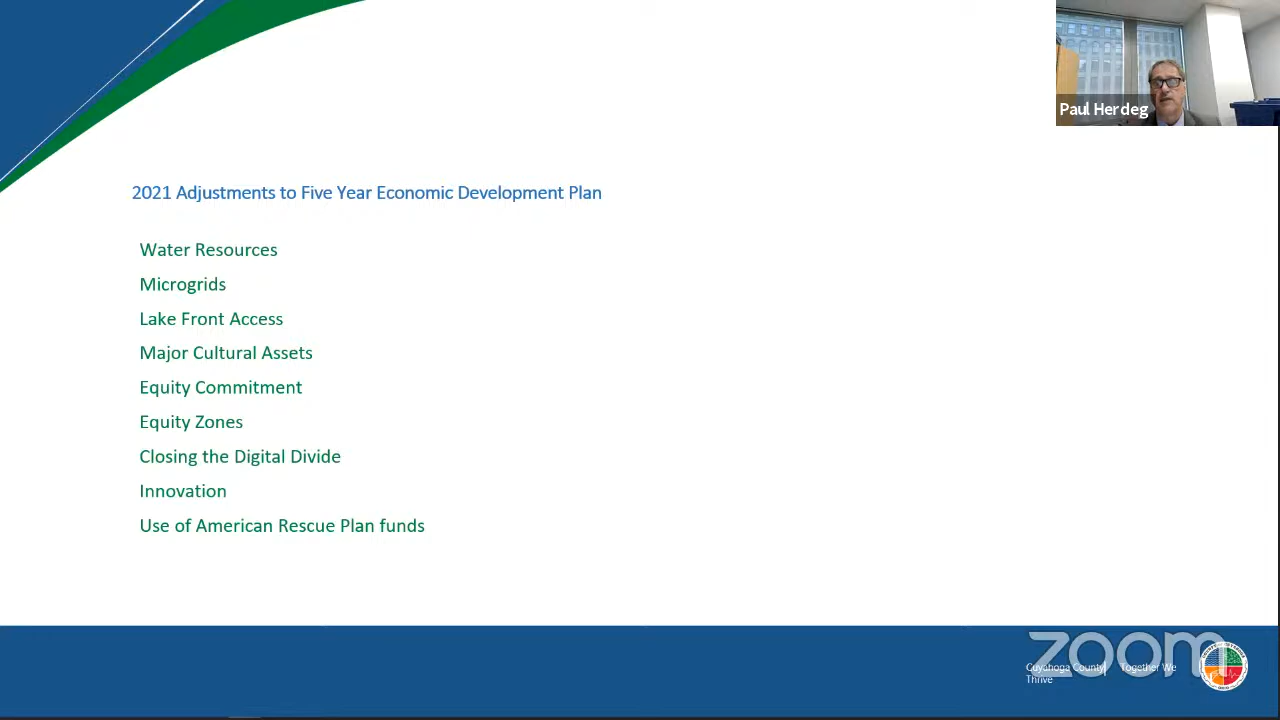 Paul Herdeg
2021 Adjustments to Five Year Economic Development Plan
Water Resources
Microgrids
Lake Front Access
Major Cultural Assets
Equity Commitment
Equity Zones
Closing the Digital Divide
Innovation
Use of American Rescue Plan funds
zoom
Cuyahoga County| Together We
Thrive